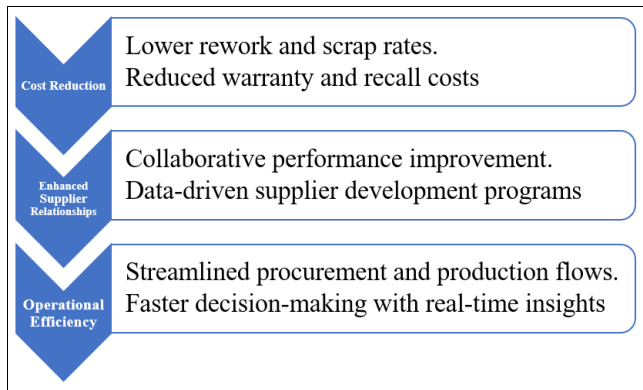 Cost Reduction
Lower rework and scrap rates.
Reduced warranty and recall costs
Enhanced
Supplier
Relationships
Collaborative performance improvement.
Data-driven supplier development programs
Operational
Efficiency
Streamlined procurement and production flows.
Faster decision-making with real-time insights